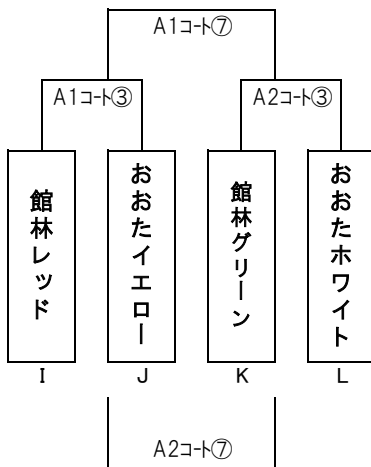 A1コート⑦
A1コート③
A2コート③
館林レッド
おおたイエロー
館林グリーン
おおたホワイト
I
J
K
L
A2コート⑦